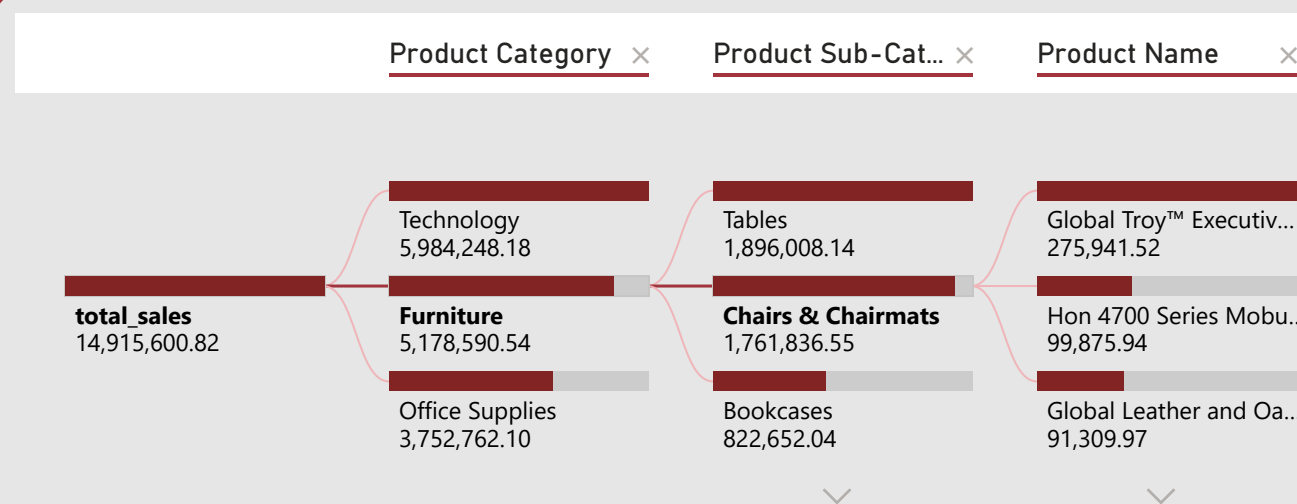 Product Category
Product Sub-Cat...
Product Name
total_sales
14,915,600.82
Technology
5,984,248.18
Furniture
5,178,590.54
Office Supplies
3,752,762.10
Tables
1,896,008.14
Chairs & Chairmats
1,761,836.55
Bookcases
822,652.04
Global Troy™ Executiv...
275,941.52
Hon 4700 Series Mobu...
99,875.94
Global Leather and Oa...
91,309.97